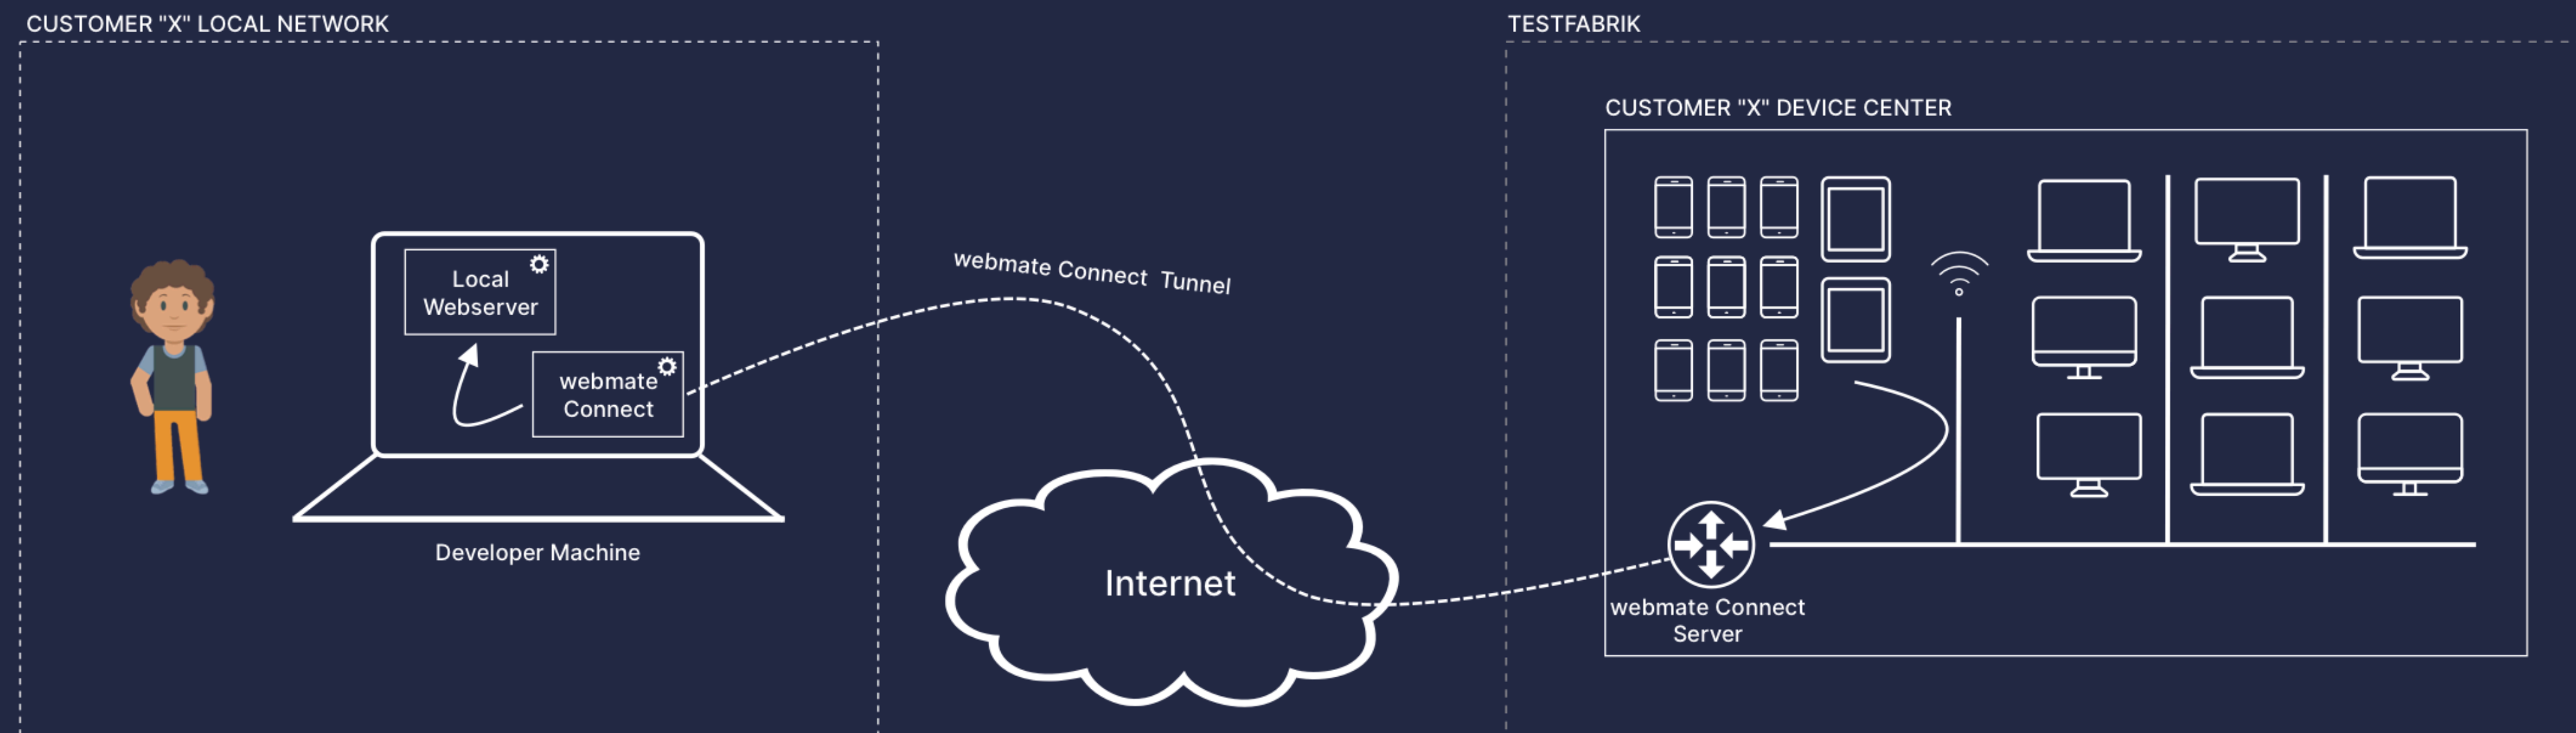 CUSTOMER "X" LOCAL NETWORK
TESTFABRIK
CUSTOMER "X" DEVICE CENTER
Local
Webserver
webmate
Connect
Developer Machine
webmate Connect Tunnel
Internet
webmate Connect
Server